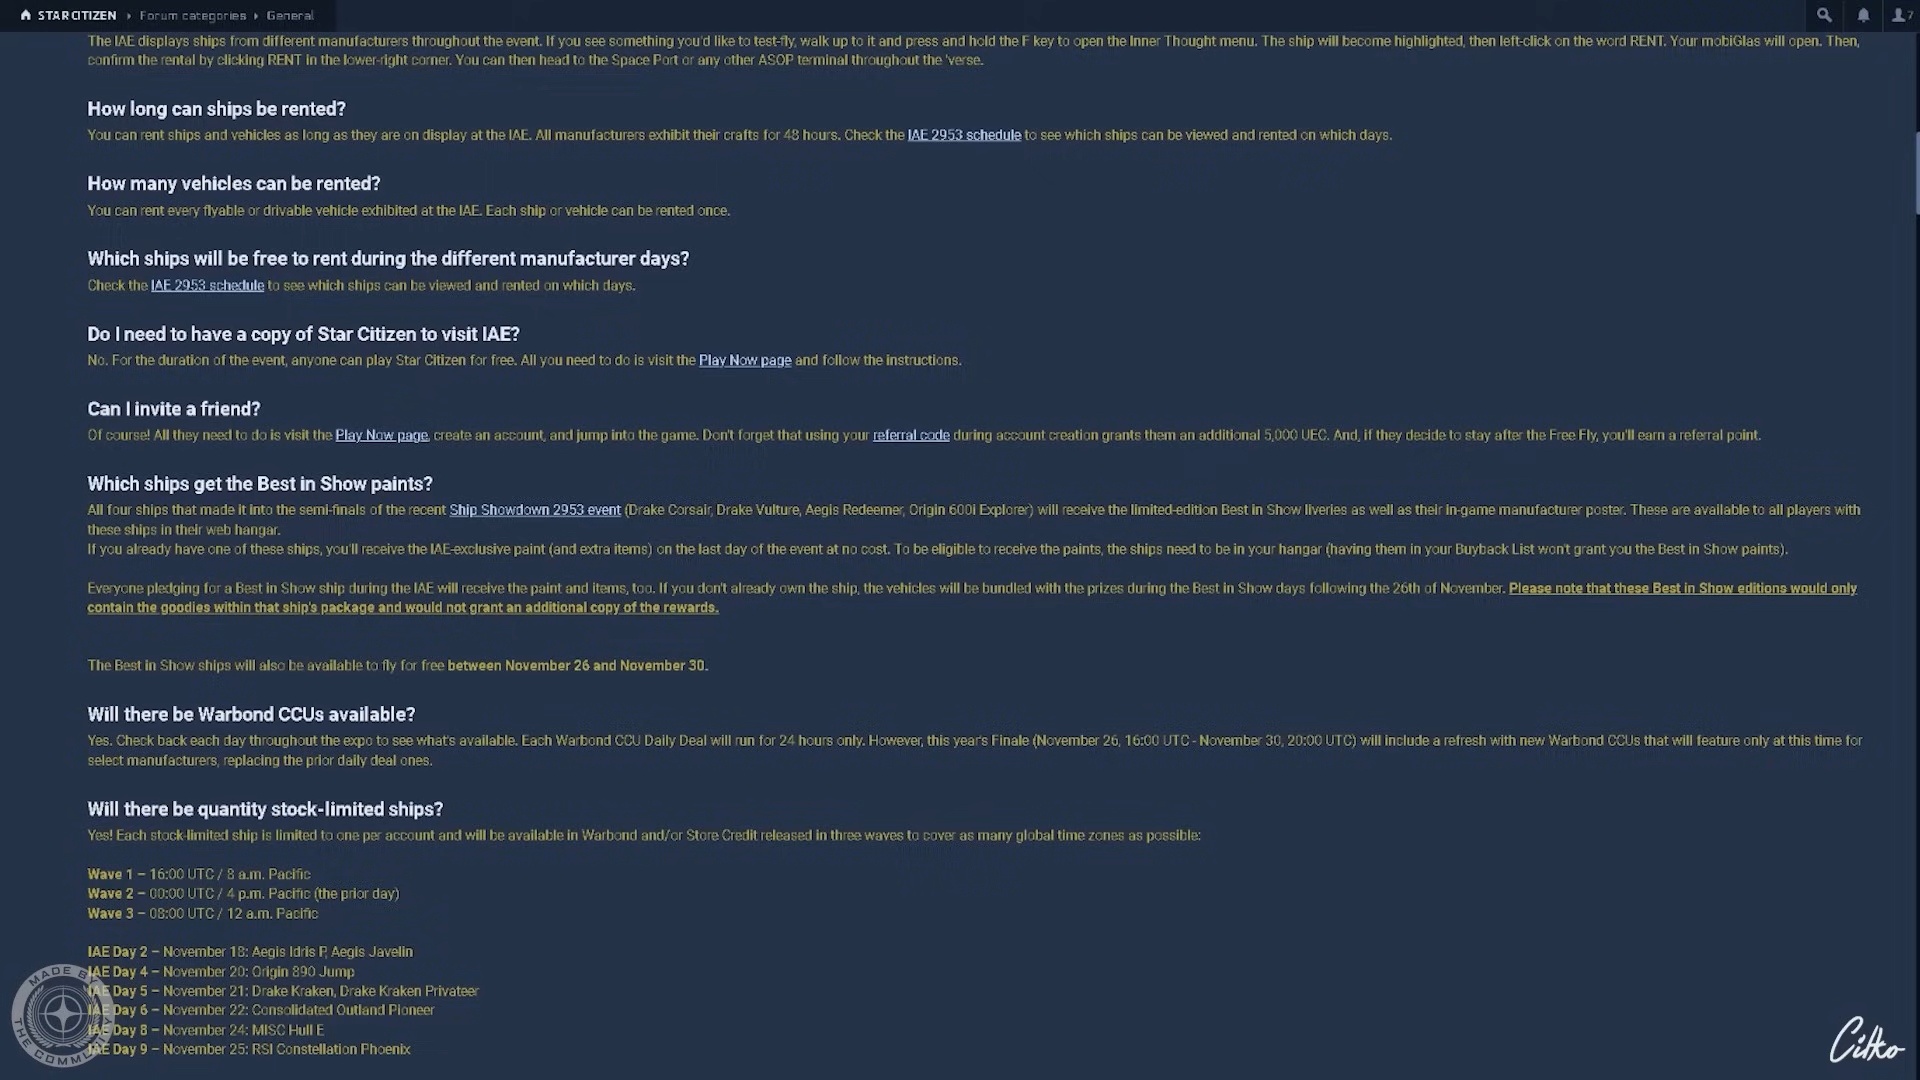 STAR CITIZEN › Forum categories › General
7
The IAE displays ships from different manufacturers throughout the event. If you see something you'd like to test-fly, walk up to it and press and hold the F key to open the Inner Thought menu. The ship will become highlighted, then left-click on the word RENT. Your mobiGlas will open. Then,
confirm the rental by clicking RENT in the lower-right corner. You can then head to the Space Port or any other ASOP terminal throughout the 'verse.
How long can ships be rented?
You can rent ships and vehicles as long as they are on display at the IAE. All manufacturers exhibit their crafts for 48 hours. Check the IAE 2953 schedule to see which ships can be viewed and rented on which days.
How many vehicles can be rented?
You can rent every flyable or drivable vehicle exhibited at the IAE. Each ship or vehicle can be rented once.
Which ships will be free to rent during the different manufacturer days?
Check the IAE 2953 schedule to see which ships can be viewed and rented on which days.
Do I need to have a copy of Star Citizen to visit IAE?
No. For the duration of the event, anyone can play Star Citizen for free. All you need to do is visit the Play Now page and follow the instructions.
Can I invite a friend?
Of course! All they need to do is visit the Play Now page, create an account, and jump into the game. Don't forget that using your referral code during account creation grants them an additional 5,000 UEC. And, if they decide to stay after the Free Fly, you'll earn a referral point.
Which ships get the Best in Show paints?
All four ships that made it into the semi-finals of the recent Ship Showdown 2953 event (Drake Corsair, Drake Vulture, Aegis Redeemer, Origin 600i Explorer) will receive the limited-edition Best in Show liveries as well as their in-game manufacturer poster. These are available to all players with
these ships in their web hangar.
If you already have one of these ships, you'll receive the IAE-exclusive paint (and extra items) on the last day of the event at no cost. To be eligible to receive the paints, the ships need to be in your hangar (having them in your Buyback List won't grant you the Best in Show paints).
Everyone pledging for a Best in Show ship during the IAE will receive the paint and items, too. If you don't already own the ship, the vehicles will be bundled with the prizes during the Best in Show days following the 26th of November. Please note that these Best in Show editions would only
contain the goodies within that ship's package and would not grant an additional copy of the rewards.
The Best in Show ships will also be available to fly for free between November 26 and November 30.
Will there be Warbond CCUs available?
Yes. Check back each day throughout the expo to see what's available. Each Warbond CCU Daily Deal will run for 24 hours only. However, this year's Finale (November 26, 16:00 UTC - November 30, 20:00 UTC) will include a refresh with new Warbond CCUs that will feature only at this time for
select manufacturers, replacing the prior daily deal ones.
Will there be quantity stock-limited ships?
Yes! Each stock-limited ship is limited to one per account and will be available in Warbond and/or Store Credit released in three waves to cover as many global time zones as possible:
Wave 1 – 16:00 UTC / 8 a.m. Pacific
Wave 2 – 00:00 UTC / 4 p.m. Pacific (the prior day)
Wave 3 – 08:00 UTC / 12 a.m. Pacific
IAE Day 2 – November 18: Aegis Idris P, Aegis Javelin
IAE Day 4 – November 20: Origin 890 Jump
IAE Day 5 – November 21: Drake Kraken, Drake Kraken Privateer
IAE Day 6 – November 22: Consolidated Outland Pioneer
IAE Day 8 – November 24: MISC Hull E
IAE Day 9 – November 25: RSI Constellation Phoenix
MADE BY THE COMMUNITY